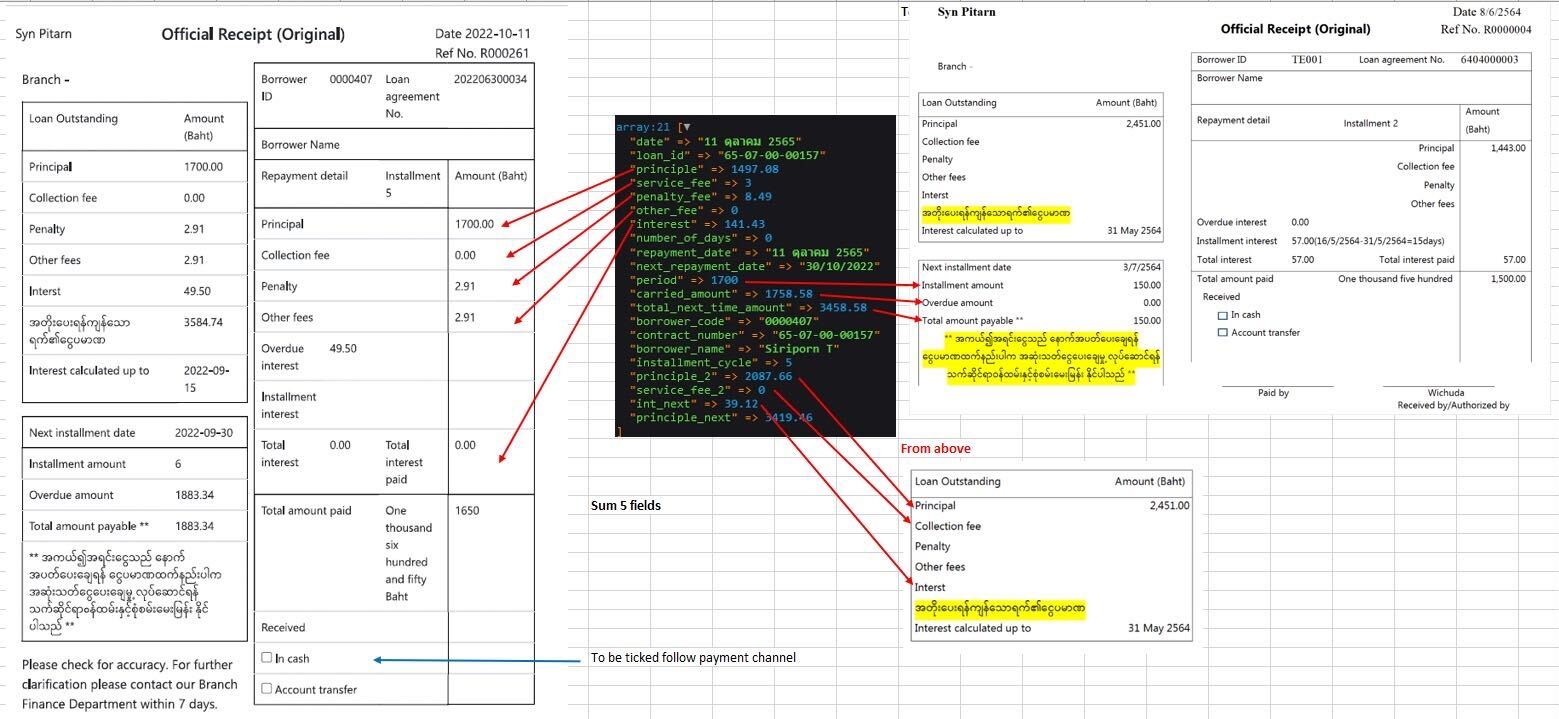 Syn Pitarn
Official Receipt (Original)
Date 2022-10-11
Ref No. R000261
Branch -
Loan Outstanding
Amount
(Baht)
Principal 1700.00
Collection fee 0.00
Penalty 2.91
Other fees 2.91
Interst 49.50
အတိုးပေးရန်ကျန်သော
ရက်၏ငွေပမာဏ
3584.74
Interest calculated up to
2022-09-
15
Next installment date 2022-09-30
Installment amount 6
Overdue amount 1883.34
Total amount payable ** 1883.34
** အကယ်၍အရင်းငွေသည် နောက်
အပတ်ပေးချေရန် ငွေပမာဏထက်နည်းပါက
အဆုံးသတ်ငွေပေးချေမှု့ လုပ်ဆောင်ရန်
သက်ဆိုင်ရာဝန်ထမ်းနှင့်စုံစမ်းမေးမြန်း နိုင်
ပါသည် **
Please check for accuracy. For further
clarification please contact our Branch
Finance Department within 7 days.
Borrower
ID
0000407
Loan
agreement
No.
202206300034
Borrower Name
Repayment detail
Installment
5
Amount (Baht)
Principal 1700.00
Collection fee 0.00
Penalty 2.91
Other fees 2.91
Overdue
interest
49.50
Installment
interest
Total
interest
0.00
Total
interest
paid
0.00
Total amount paid
One
thousand
six
hundred
and fifty
Baht
1650
Received
In cash
Account transfer
array:21 [▼
"date" => "11 ตุลาคม 2565"
"loan_id" => "65-07-00-00157"
"principle" => 1497.08
"service_fee" => 3
"penalty_fee" => 8.49
"other_fee" => 0
"interest" => 141.43
"number_of_days" => 0
"repayment_date" => "11 ตุลาคม 2565"
"next_repayment_date" => "30/10/2022"
"period" => 1700
"carried_amount" => 1758.58
"total_next_time_amount" => 3458.58
"borrower_code" => "0000407"
"contract_number" => "65-07-00-00157"
"borrower_name" => "Siriporn T"
"installment_cycle" => 5
"principle_2" => 2087.66
"service_fee_2" => 0
"int_next" => 39.12
"principle_next" => 3419.46
]
Sum 5 fields
To be ticked follow payment channel
Syn Pitarn
Date 8/6/2564
Official Receipt (Original)
Ref No. R0000004
Branch -
Loan Outstanding Amount (Baht)
Principal 2,451.00
Collection fee
Penalty
Other fees
Interst
အတိုးပေးရန်ကျန်သောရက်၏ငွေပမာဏ
Interest calculated up to 31 May 2564
Next installment date 3/7/2564
Installment amount 150.00
Overdue amount 0.00
Total amount payable ** 150.00
** အကယ်၍အရင်းငွေသည် နောက်အပတ်ပေးချေရန်
ငွေပမာဏထက်နည်းပါက အဆုံးသတ်ငွေပေးချေမှု့ လုပ်ဆောင်ရန်
သက်ဆိုင်ရာဝန်ထမ်းနှင့်စုံစမ်းမေးမြန်း နိုင်ပါသည် **
Borrower ID TE001 Loan agreement No. 6404000003
Borrower Name
Repayment detail Installment 2
Amount
(Baht)
Principal 1,443.00
Collection fee
Penalty
Other fees
Overdue interest 0.00
Installment interest 57.00(16/5/2564-31/5/2564=15days)
Total interest 57.00 Total interest paid 57.00
Total amount paid One thousand five hundred 1,500.00
Received
In cash
Account transfer
Paid by
Wichuda
Received by/Authorized by
From above
Loan Outstanding Amount (Baht)
Principal 2,451.00
Collection fee
Penalty
Other fees
Interst
အတိုးပေးရန်ကျန်သောရက်၏ငွေပမာဏ
Interest calculated up to 31 May 2564